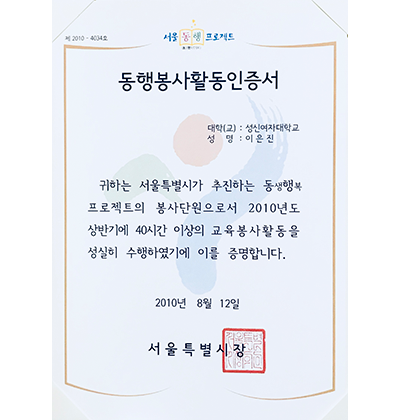 제 2010 - 4034호
서울 동행 프로젝트
동행봉사활동인증서
대학(교) : 성신여자대학교
성 명 : 이은진
귀하는 서울특별시가 추진하는 동생행복
프로젝트의 봉사단원으로서 2010년도
상반기에 40시간 이상의 교육봉사활동을
성실히 수행하였기에 이를 증명합니다.
2010년 8월 12일
서울특별시장